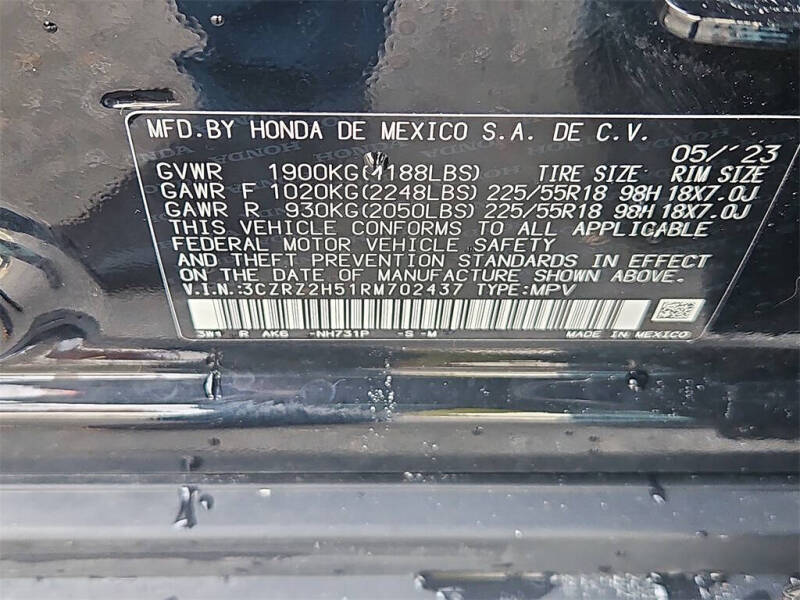 MFD.BY HONDA DE MEXICO S.A. DE C.V.
05/'23
GVWR 1900KG(4188LBS) TIRE SIZE RIM SIZE
GAWR F 1020KG(2248LBS) 225/55R18 98H 18X7.0J
GAWR R 930KG(2050LBS) 225/55R18 98H 18X7.0J
THIS VEHICLE CONFORMS TO ALL APPLICABLE
FEDERAL MOTOR VEHICLE SAFETY
AND THEFT PREVENTION STANDARDS IN EFFECT
ON THE DATE OF MANUFACTURE SHOWN ABOVE.
V.I.N.:3CZRZ2H51RM702437 TYPE:MPV
R AK6 -NH731P -S-M MADE IN MEXICO